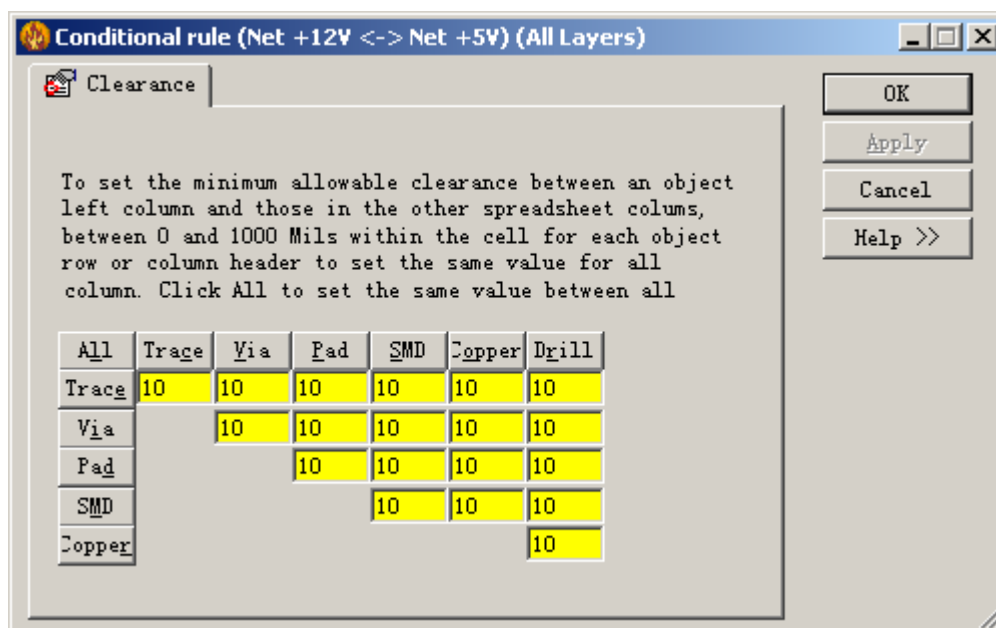 Conditional rule (Net +12V <-> Net +5V) (All Layers)
Clearance
OK
Apply
Cancel
Help >>
To set the minimum allowable clearance between an object
left column and those in the other spreadsheet colums,
between 0 and 1000 Mils within the cell for each object
row or column header to set the same value for all
column. Click All to set the same value between all
All Trace Via Pad SMD Copper Drill
Trace 10 10 10 10 10 10
Via 10 10 10 10 10
Pad 10 10 10 10
SMD 10 10 10
Copper 10